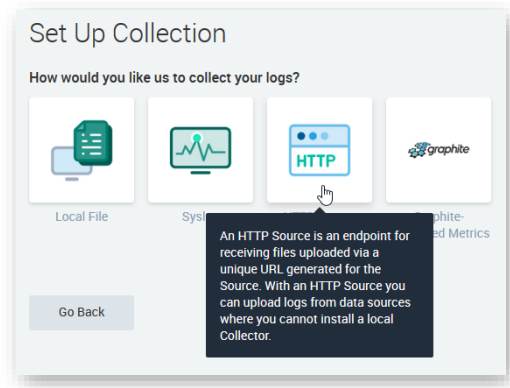 Set Up Collection
How would you like us to collect your logs?
HTTP
graphite
Local File
An HTTP Source is an endpoint for
receiving files uploaded via a
unique URL generated for the
Source. With an HTTP Source you
can upload logs from data sources
where you cannot install a local
Collector.
Metrics
Go Back